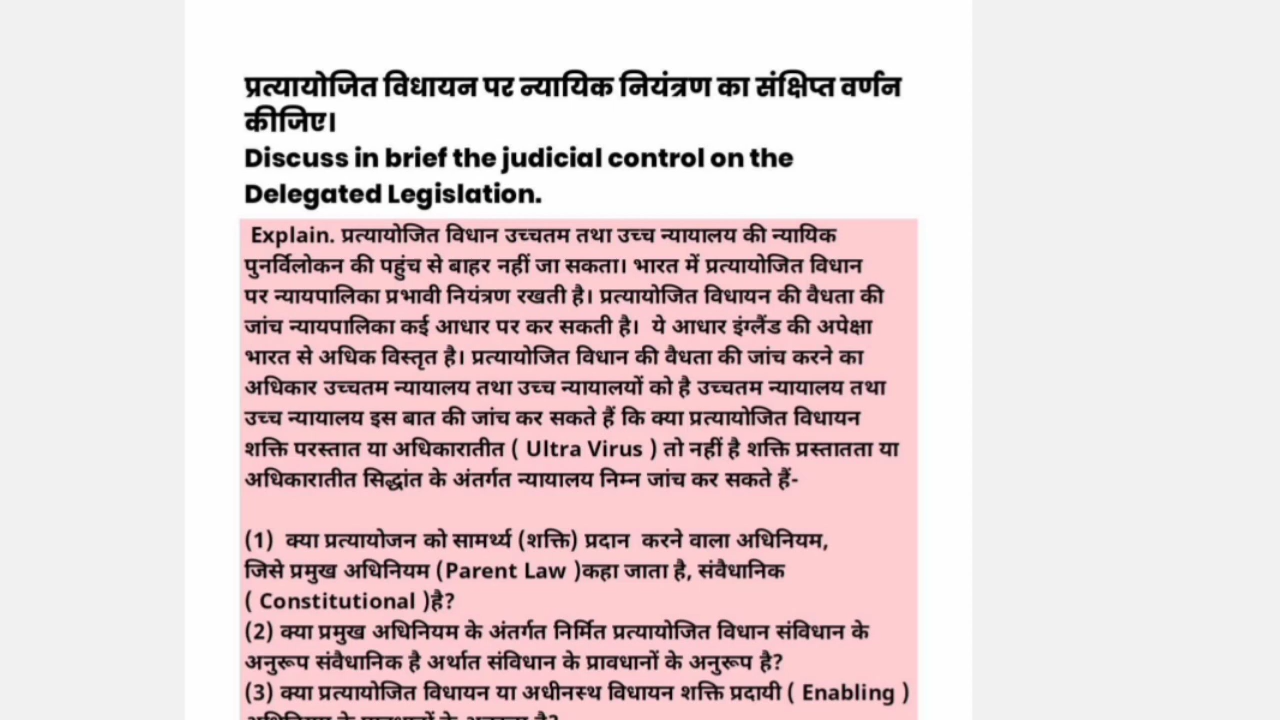 प्रत्यायोजित विधायन पर न्यायिक नियंत्रण का संक्षिप्त वर्णन
कीजिए।
Discuss in brief the judicial control on the
Delegated Legislation.
Explain. प्रत्यायोजित विधान उच्चतम तथा उच्च न्यायालय की न्यायिक
पुनर्विलोकन की पहुंच से बाहर नहीं जा सकता। भारत में प्रत्यायोजित विधान
पर न्यायपालिका प्रभावी नियंत्रण रखती है। प्रत्यायोजित विधायन की वैधता की
जांच न्यायपालिका कई आधार पर कर सकती है। ये आधार इंग्लैंड की अपेक्षा
भारत से अधिक विस्तृत है। प्रत्यायोजित विधान की वैधता की जांच करने का
अधिकार उच्चतम न्यायालय तथा उच्च न्यायालयों को है उच्चतम न्यायालय तथा
उच्च न्यायालय इस बात की जांच कर सकते हैं कि क्या प्रत्यायोजित विधायन
शक्ति परस्तात या अधिकारातीत ( Ultra Virus ) तो नहीं है शक्ति प्रस्तातता या
अधिकारातीत सिद्धांत के अंतर्गत न्यायालय निम्न जांच कर सकते हैं-
(1) क्या प्रत्यायोजन को सामर्थ्य (शक्ति) प्रदान करने वाला अधिनियम,
जिसे प्रमुख अधिनियम (Parent Law )कहा जाता है, संवैधानिक
( Constitutional )है?
(2) क्या प्रमुख अधिनियम के अंतर्गत निर्मित प्रत्यायोजित विधान संविधान के
अनुरूप संवैधानिक है अर्थात संविधान के प्रावधानों के अनुरूप है?
(3) क्या प्रत्यायोजित विधायन या अधीनस्थ विधायन शक्ति प्रदायी ( Enabling )